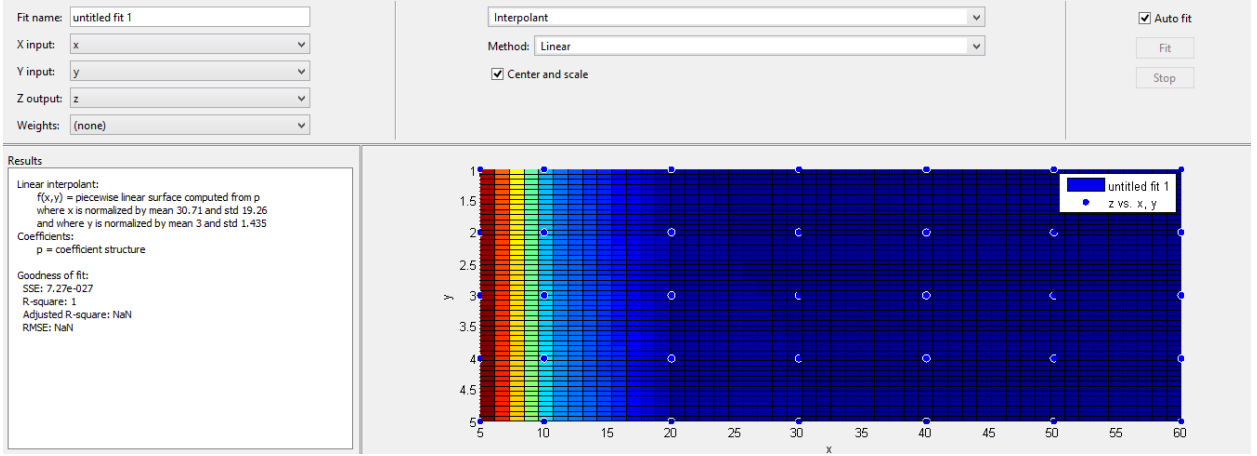 Fit name: untitled fit 1
X input: x
Y input: y
Z output: z
Weights: (none)
Interpolant
Method: Linear
Center and scale
Auto fit
Fit
Stop
Results
Linear interpolant:
f(x,y) = piecewise linear surface computed from p
where x is normalized by mean 30.71 and std 19.26
and where y is normalized by mean 3 and std 1.435
Coefficients:
p = coefficient structure
Goodness of fit:
SSE: 7.27e-027
R-square: 1
Adjusted R-square: NaN
RMSE: NaN
untitled fit 1
z vs. x, y
1
1.5
2
2.5
3
3.5
4
4.5
5
y
5 10 15 20 25 30 35 40 45 50 55 60
x